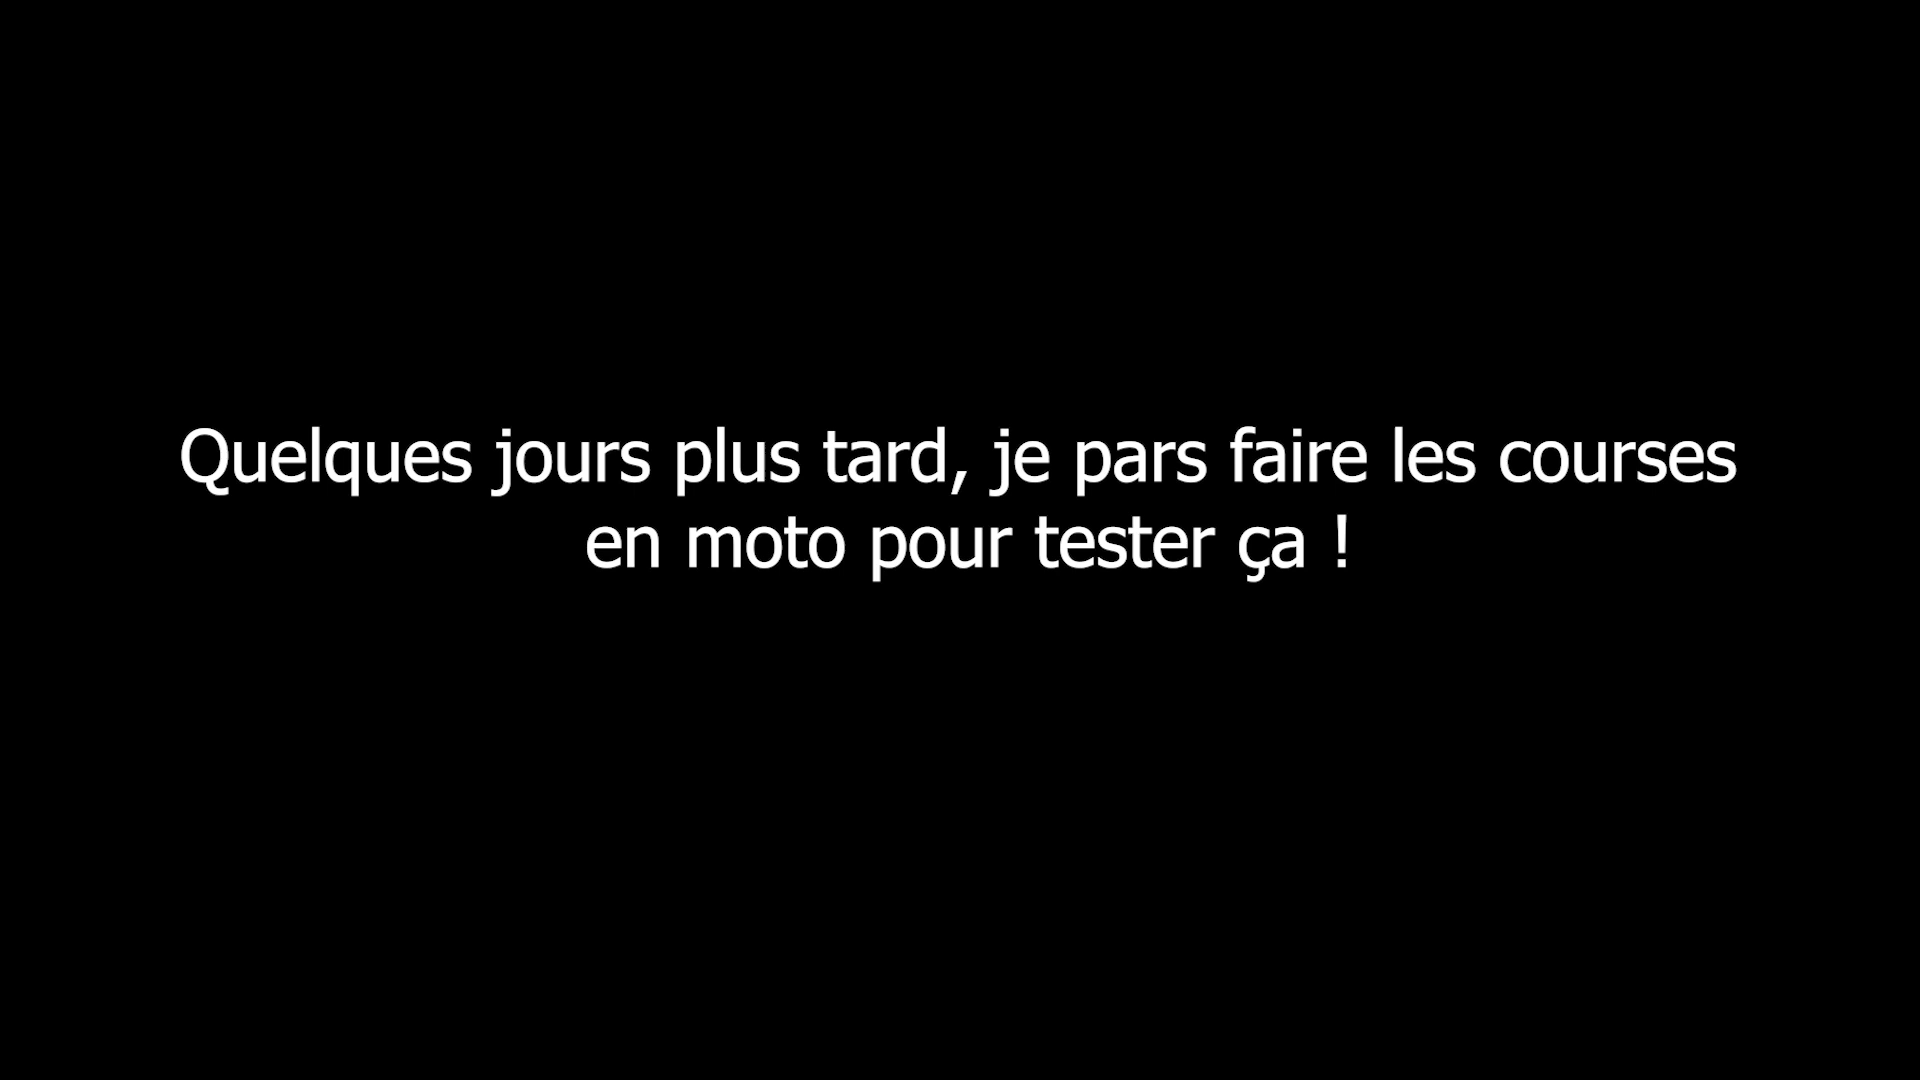 Quelques jours plus tard, je pars faire les courses
en moto pour tester ça !